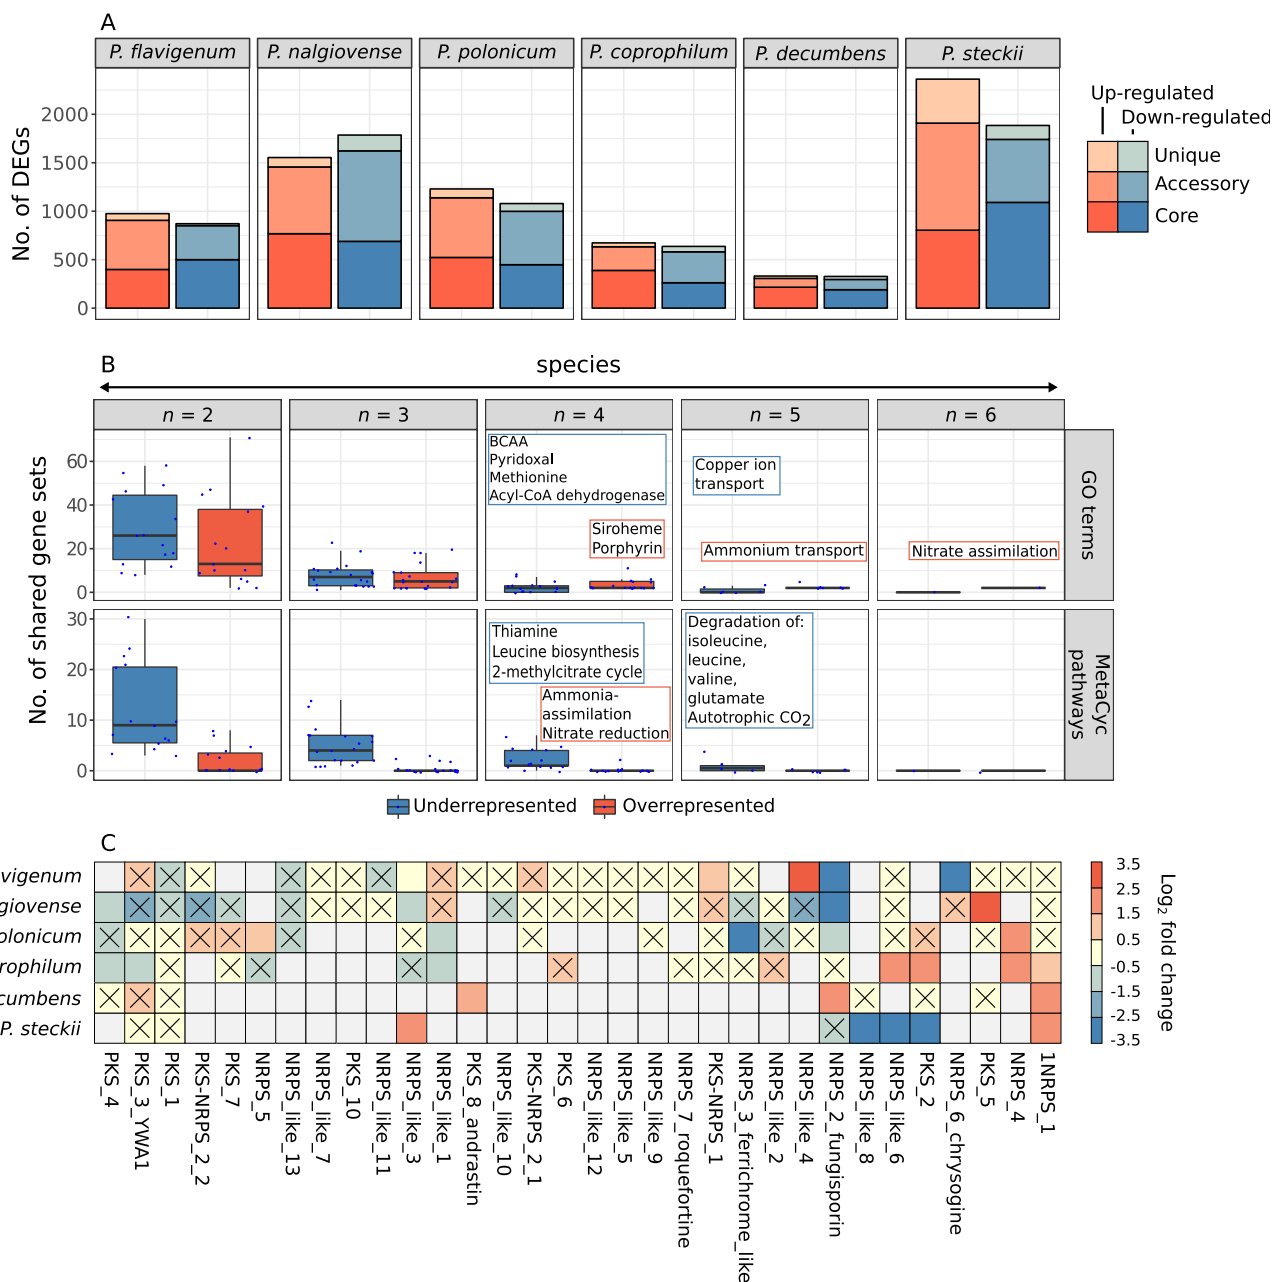 A
P. flavigenum
P. nalgiovense
P. polonicum
P. coprophilum
P. decumbens
P. steckii
No. of DEGs
2000
1500
1000
500
0
Up-regulated
Down-regulated
Unique
Accessory
Core
B
species
n = 2
n = 3
n = 4
n = 5
n = 6
No. of shared gene sets
60
40
20
0
BCAA
Pyridoxal
Methionine
Acyl-CoA dehydrogenase
Siroheme
Porphyrin
Copper ion
transport
Ammonium transport
Nitrate assimilation
GO terms
30
20
10
0
Thiamine
Leucine biosynthesis
2-methylcitrate cycle
Ammonia-
assimilation
Nitrate reduction
Degradation of:
isoleucine,
leucine,
valine,
glutamate
Autotrophic CO2
MetaCyc
pathways
Underrepresented
Overrepresented
C
vigenum
giovense
olonicum
rophilum
cumbens
P. steckii
PKS_4
PKS_3_YWA1
PKS_1
PKS-NRPS_2_2
PKS_7
NRPS_5
NRPS_like_13
NRPS_like_7
PKS_10
NRPS_like_11
NRPS_like_3
NRPS_like_1
PKS_8_andrastin
NRPS_like_10
PKS-NRPS_2_1
PKS_6
NRPS_like_12
NRPS_like_5
NRPS_like_9
NRPS_7_roquefortine
PKS-NRPS_1
NRPS_3_ferrichrome_like
NRPS_like_2
NRPS_like_4
NRPS_2_fungisporin
NRPS_like_8
NRPS_like_6
PKS_2
NRPS_6_chrysogine
PKS_5
NRPS_4
1NRPS_1
3.5
2.5
1.5
0.5
-0.5
-1.5
-2.5
-3.5
Log2 fold change